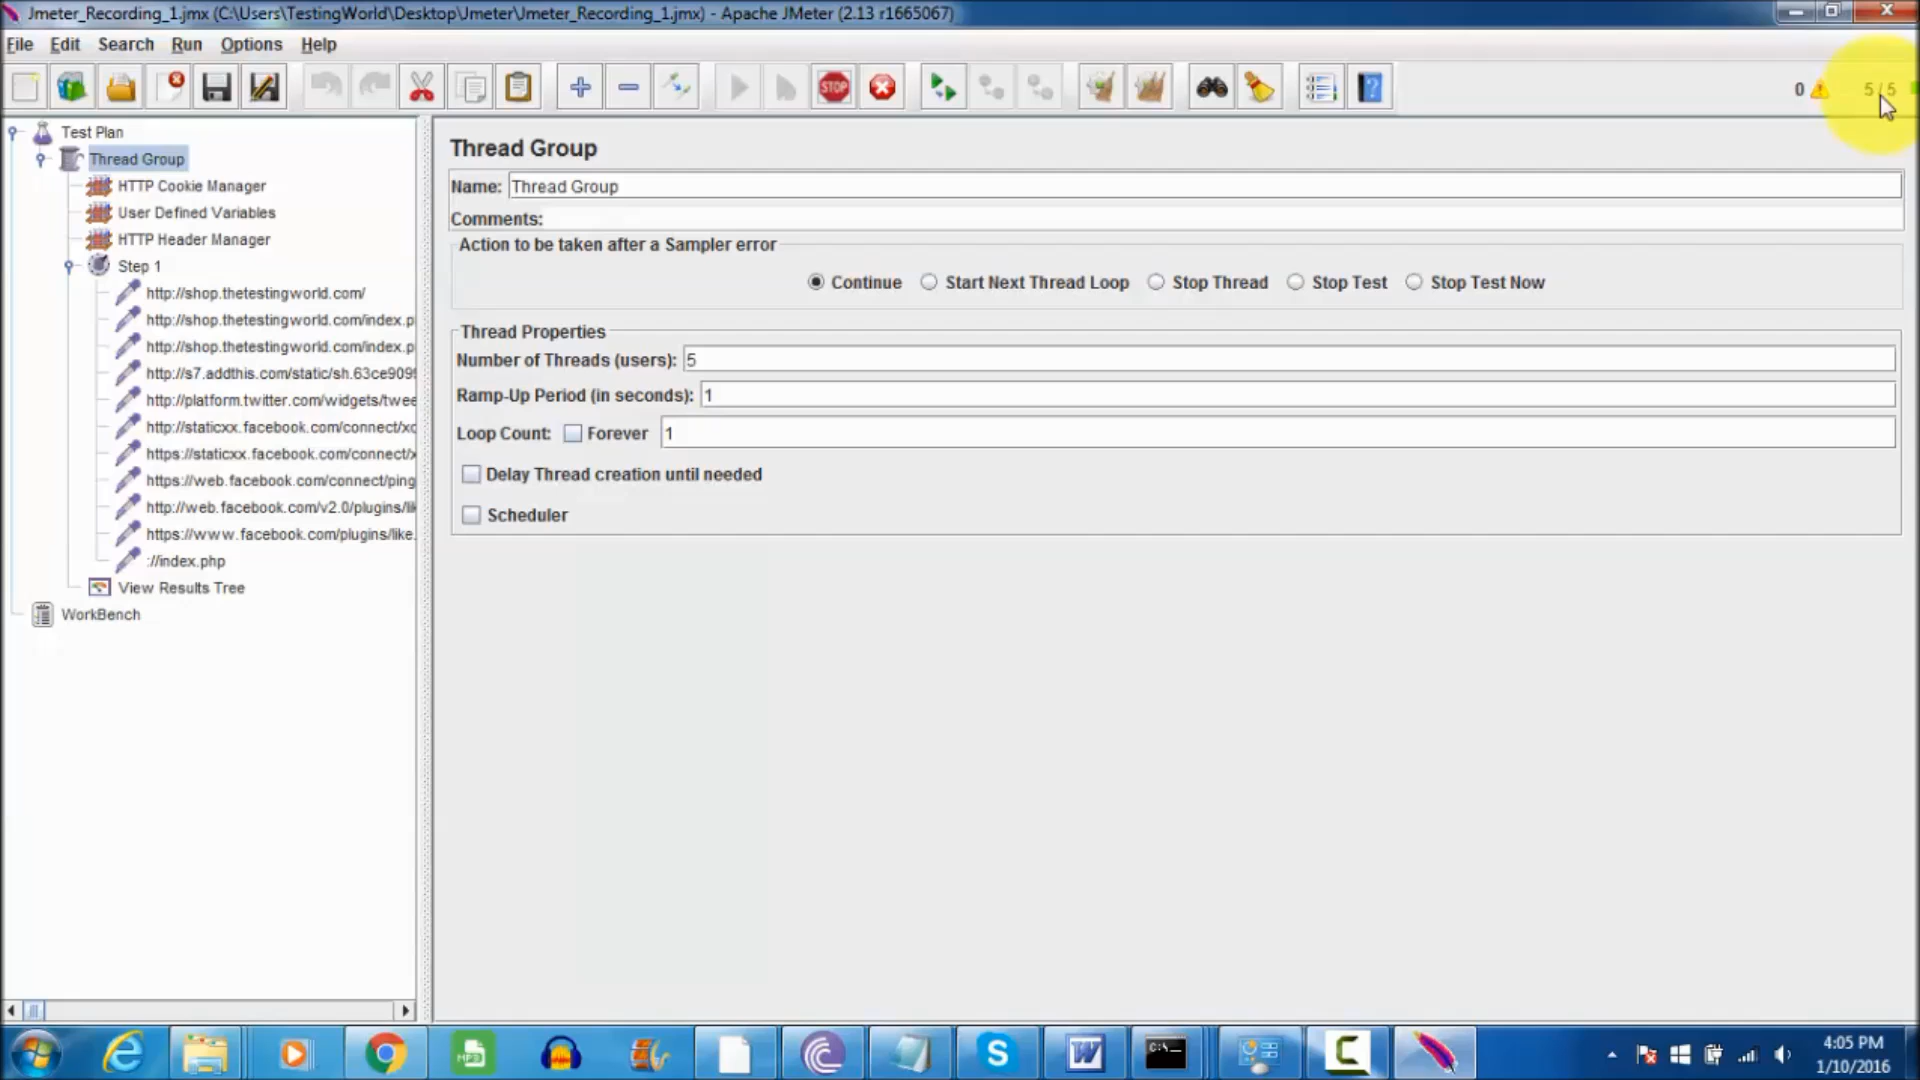 Jmeter_Recording_1.jmx (C:\Users\TestingWorld\Desktop\Jmeter\Jmeter_Recording_1.jmx) - Apache JMeter (2.13 r1665067)
File Edit Search Run Options Help
STOP
0 5 / 5
Test Plan
Thread Group
HTTP Cookie Manager
User Defined Variables
HTTP Header Manager
Step 1
http://shop.thetestingworld.com/
http://shop.thetestingworld.com/index.p
http://shop.thetestingworld.com/index.p
http://s7.addthis.com/static/sh.63ce909
http://platform.twitter.com/widgets/twee
http://staticxx.facebook.com/connect/xc
https://staticxx.facebook.com/connect/x
https://web.facebook.com/connect/ping
http://web.facebook.com/v2.0/plugins/lik
https://www.facebook.com/plugins/like.
://index.php
View Results Tree
WorkBench
Thread Group
Name: Thread Group
Comments:
Action to be taken after a Sampler error
Continue Start Next Thread Loop Stop Thread Stop Test Stop Test Now
Thread Properties
Number of Threads (users): 5
Ramp-Up Period (in seconds): 1
Loop Count: Forever 1
Delay Thread creation until needed
Scheduler
MP3
C:\
4:05 PM
1/10/2016